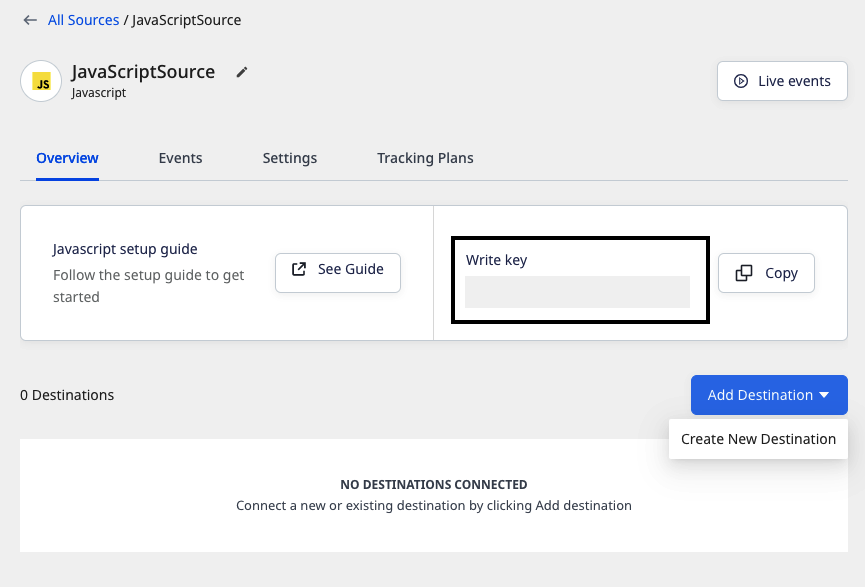 All Sources / JavaScriptSource
JS
JavaScriptSource
Javascript
Live events
Overview
Events
Settings
Tracking Plans
Javascript setup guide
Follow the setup guide to get
started
See Guide
Write key
Copy
0 Destinations
Add Destination
Create New Destination
NO DESTINATIONS CONNECTED
Connect a new or existing destination by clicking Add destination